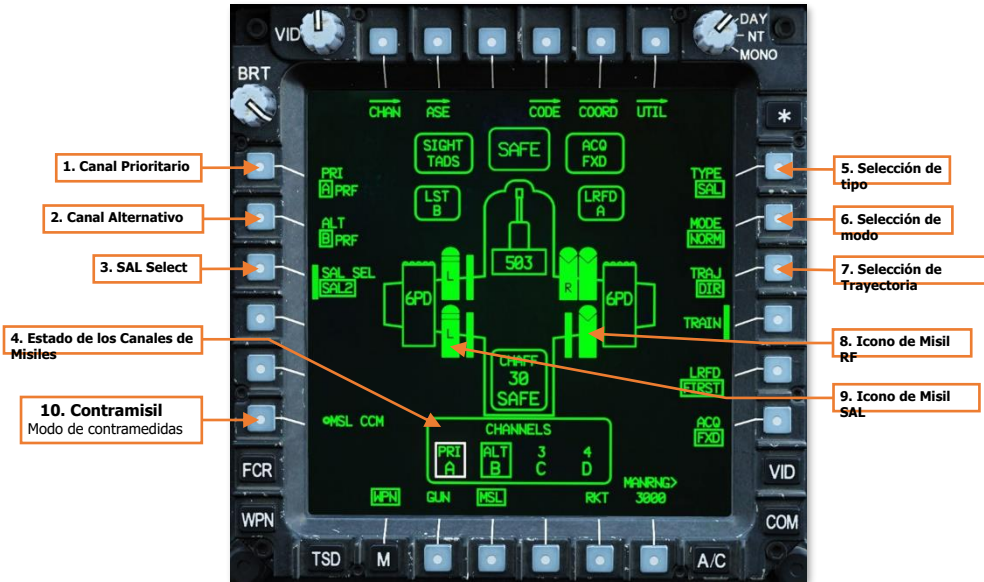 VID
DAY
NT
MONO
BRT
*
CHAN
ASE
CODE
COORD
UTIL
SIGHT
TADS
SAFE
ACQ
FXD
1. Canal Prioritario
PRI
A PRF
LST
B
LRFD
A
TYPE
SAL
5. Selección de
tipo
2. Canal Alternativo
ALT
B PRF
MODE
NORM
6. Selección de
modo
3. SAL Select
SAL SEL
SAL2
L
503
R
6PD
6PD
TRAJ
DIR
7. Selección de
Trayectoria
4. Estado de los Canales de
Misiles
L
TRAIN
8. Icono de Misil
RF
CHAFF
30
SAFE
LRFD
FIRST
9. Icono de Misil
SAL
10. Contramisil
Modo de contramedidas
MSL CCM
CHANNELS
PRI
A
ALT
B
3
C
4
D
ACQ
FXD
FCR
VID
WPN
GUN
MSL
RKT
MANRNG>
3000
WPN
COM
TSD
M
A/C